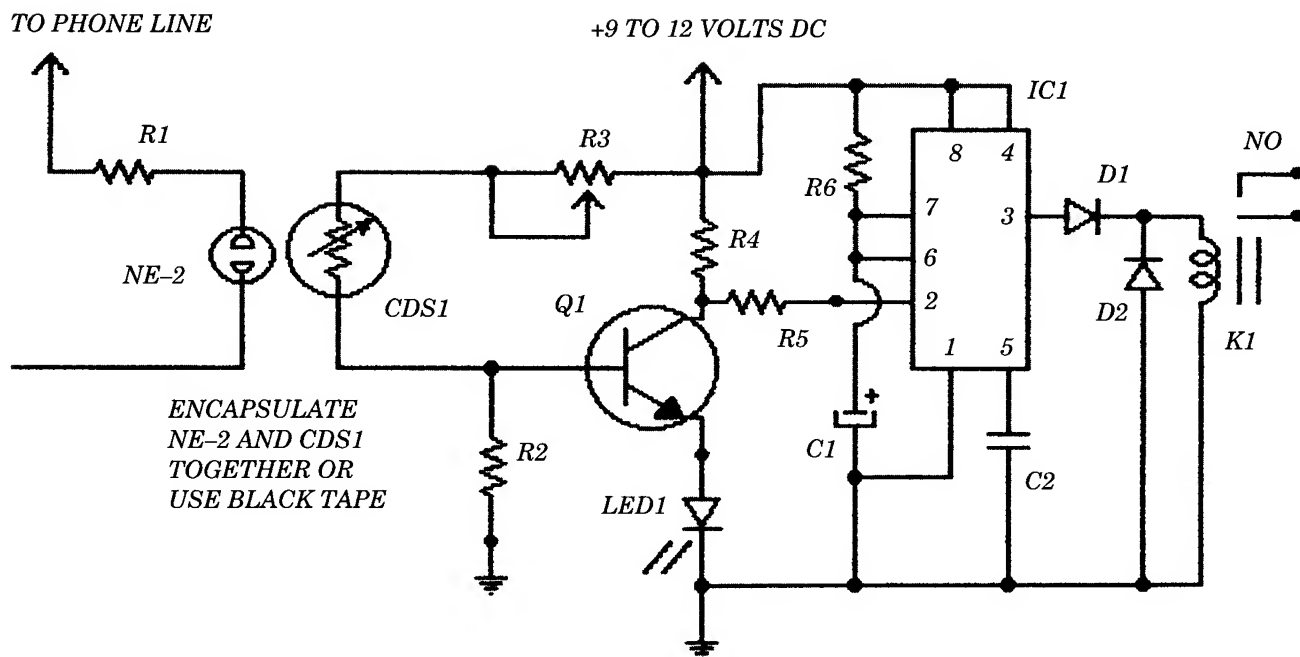 TO PHONE LINE
+9 TO 12 VOLTS DC
IC1
R1
R3
NO
8 4
D1
R6
7
3
R4
6
NE-2
CDS1
Q1
2
R5
D2
1 5
K1
ENCAPSULATE
NE-2 AND CDS1
TOGETHER OR
USE BLACK TAPE
R2
+
C1
C2
LED1